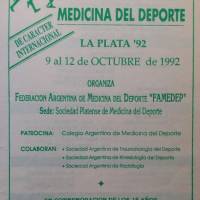 MEDICINA DEL DEPORTE
DE CARACTER
INTERNACIONAL
LA PLATA '92
9 al 12 de OCTUBRE de 1992
ORGANIZA
FEDERACIÓN ARGENTINA DE MEDICINA DEL DEPORTE "FAMEDEP"
Sede: Sociedad Platense de Medicina del Deporte
PATROCINA: Colegio Argentino de Medicina del Deporte
COLABORAN: • Sociedad Argentina de Traumatología del Deporte
• Sociedad Argentina de Kinesiología del Deporte
• Sociedad Argentina de Radiología